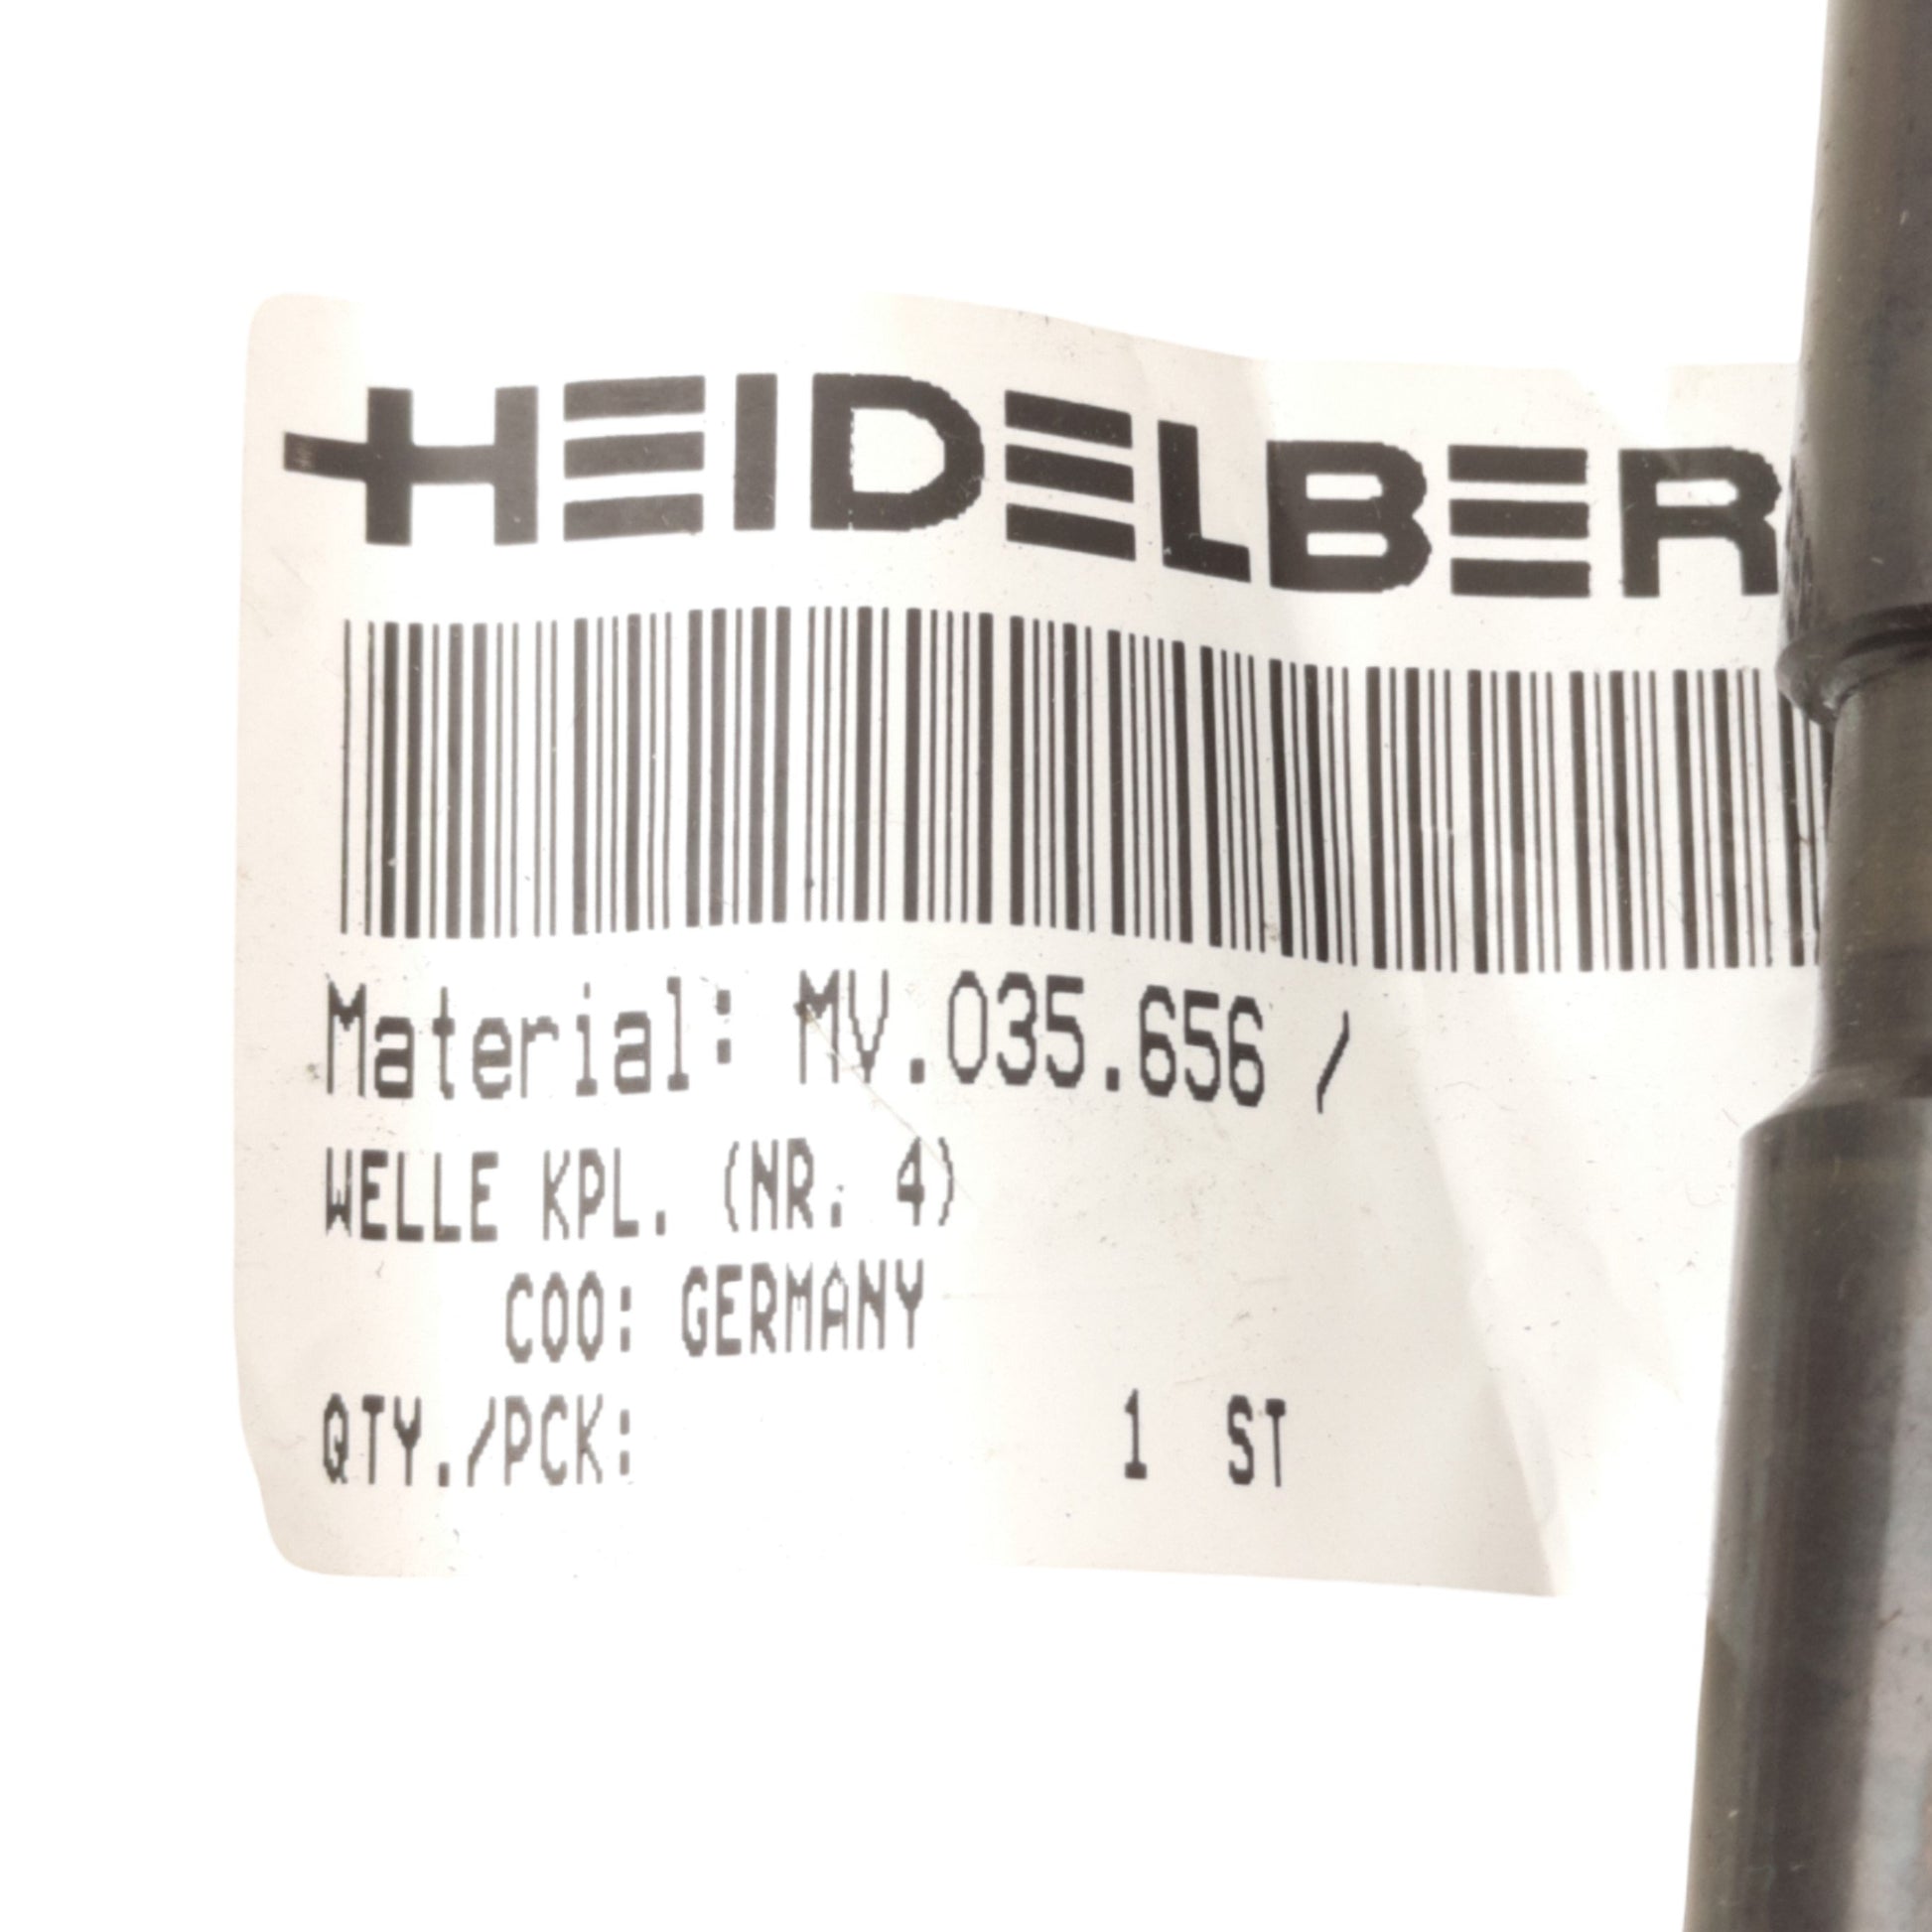 HEIDELBER
Material: MV.035.656 /
WELLE KPL. (NR. 4)
COO: GERMANY
QTY./PCK: 1 ST